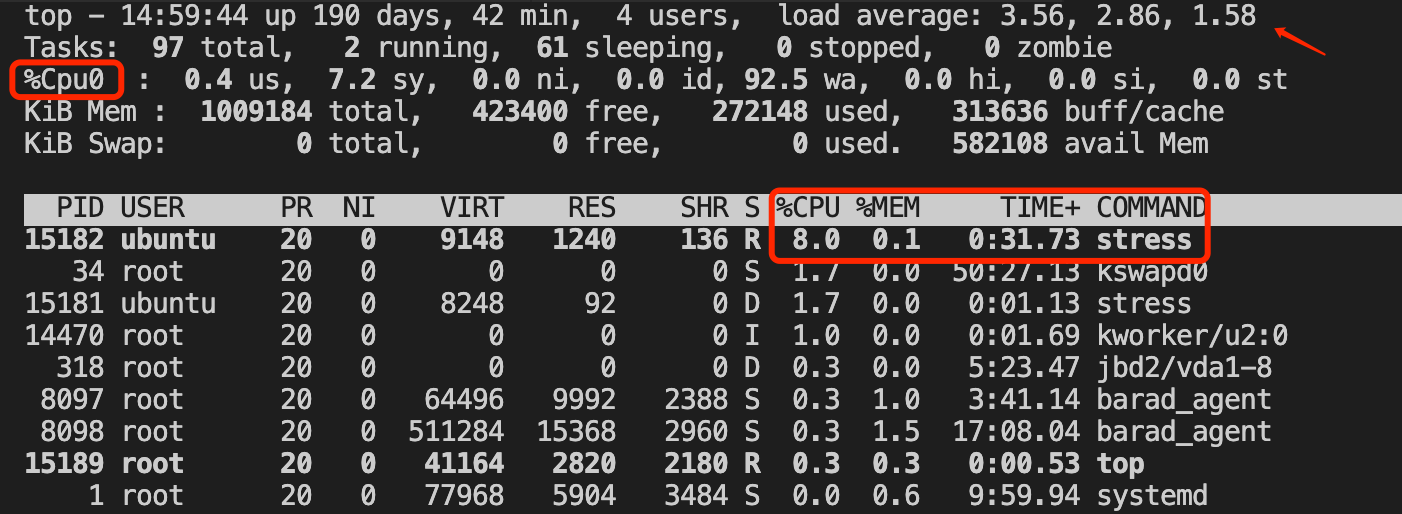 top - 14:59:44 up 190 days, 42 min,  4 users,  load average: 3.56, 2.86, 1.58
Tasks:  97 total,   2 running,  61 sleeping,   0 stopped,   0 zombie
%Cpu0  :  0.4 us,  7.2 sy,  0.0 ni,  0.0 id, 92.5 wa,  0.0 hi,  0.0 si,  0.0 st
KiB Mem :  1009184 total,   423400 free,   272148 used,   313636 buff/cache
KiB Swap:        0 total,        0 free,        0 used.   582108 avail Mem
  PID USER      PR  NI    VIRT    RES    SHR S %CPU %MEM     TIME+ COMMAND
15182 ubuntu    20   0    9148   1240    136 R  8.0  0.1   0:31.73 stress
   34 root      20   0       0      0      0 S  1.7  0.0  50:27.13 kswapd0
15181 ubuntu    20   0    8248     92      0 D  1.7  0.0   0:01.13 stress
14470 root      20   0       0      0      0 I  1.0  0.0   0:01.69 kworker/u2:0
  318 root      20   0       0      0      0 D  0.3  0.0   5:23.47 jbd2/vda1-8
 8097 root      20   0   64496   9992   2388 S  0.3  1.0   3:41.14 barad_agent
 8098 root      20   0  511284  15368   2960 S  0.3  1.5  17:08.04 barad_agent
15189 root      20   0   41164   2820   2180 R  0.3  0.3   0:00.53 top
    1 root      20   0   77968   5904   3484 S  0.0  0.6   9:59.94 systemd